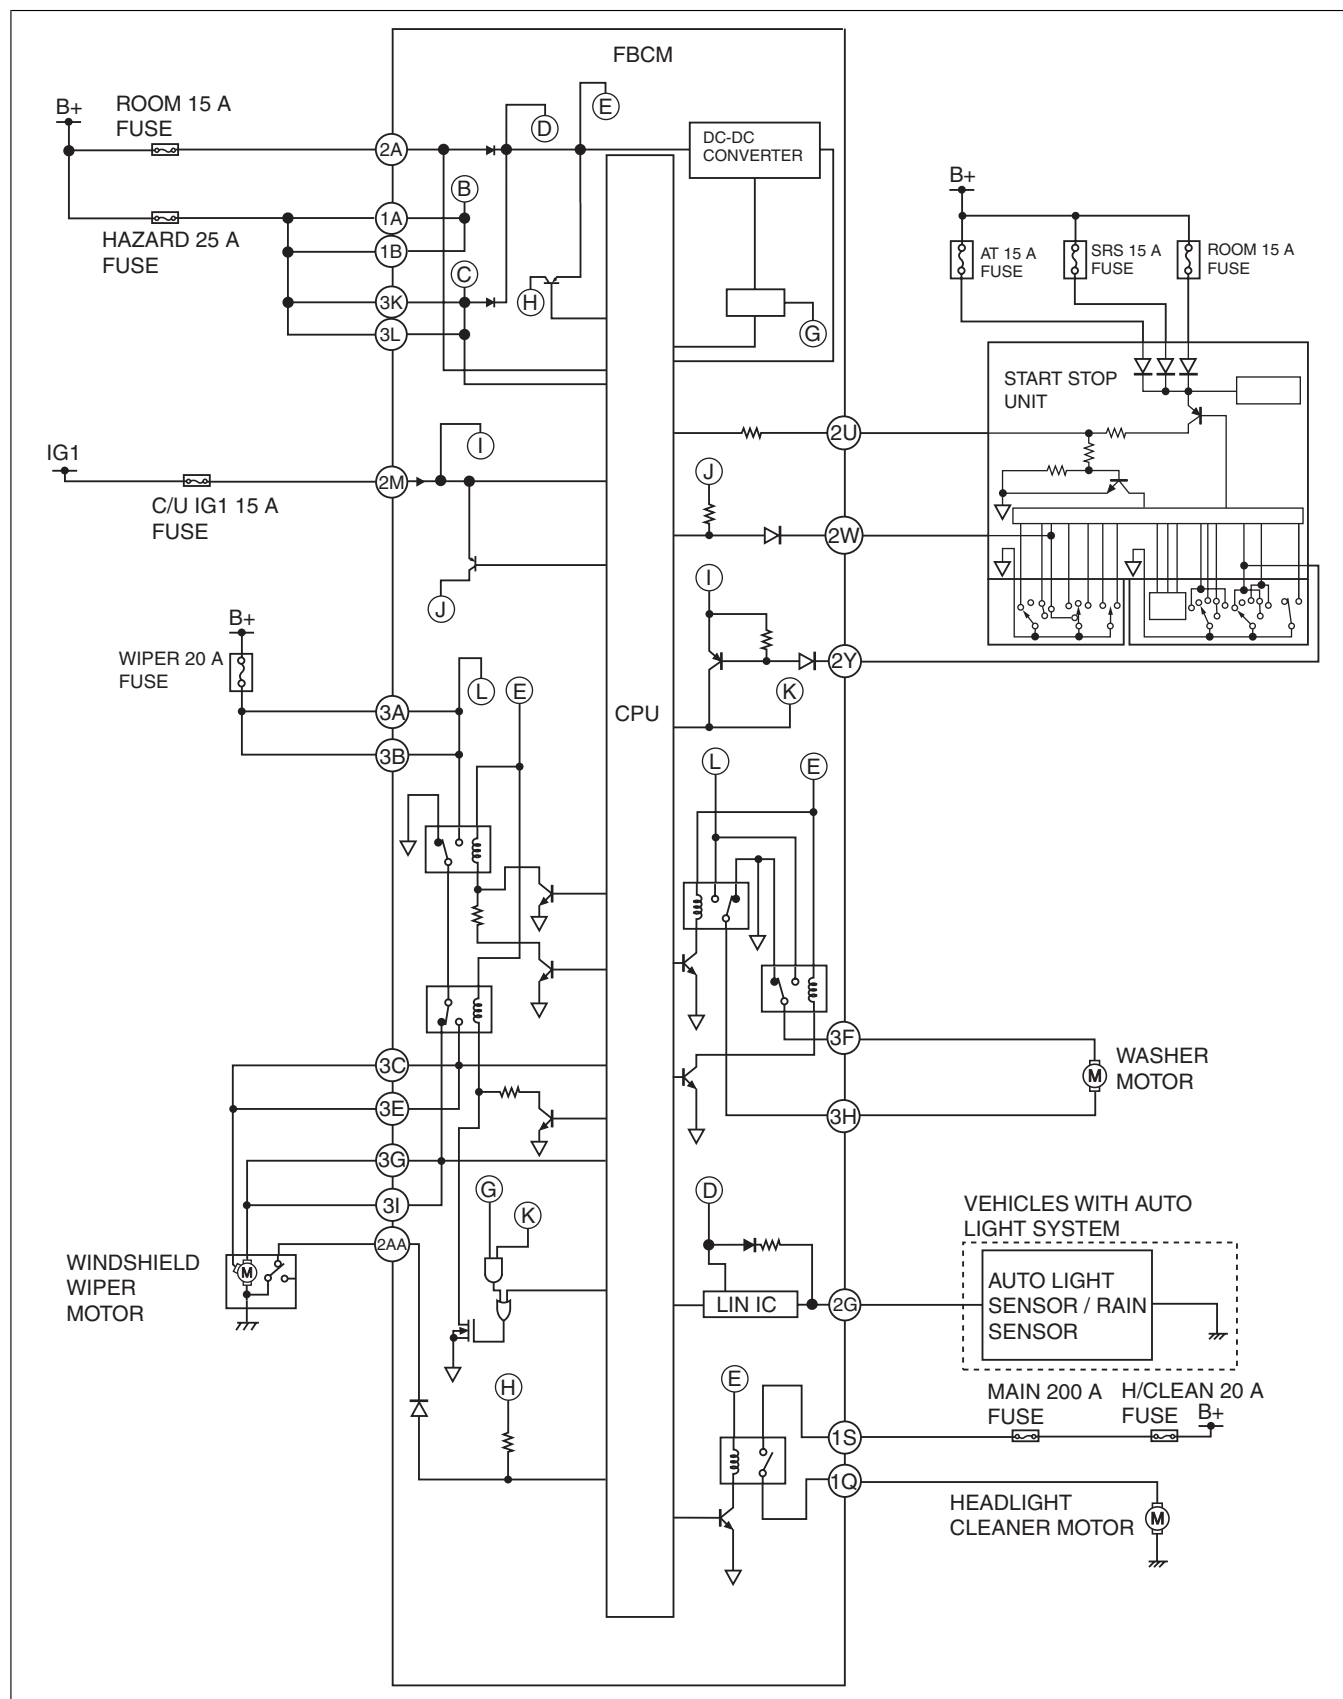 FBCM
ROOM 15 A
FUSE
B+
E
D
2A
DC-DC
CONVERTER
B
1A
HAZARD 25 A
FUSE
1B
C
3K
H
3L
G
B+
AT 15 A
FUSE
SRS 15 A
FUSE
ROOM 15 A
FUSE
START STOP
UNIT
I
2U
IG1
2M
C/U IG1 15 A
FUSE
J
2W
J
I
B+
WIPER 20 A
FUSE
2Y
L
E
K
3A
CPU
3B
L
E
3F
WASHER
MOTOR
M
3C
3E
3H
3G
G
K
D
3I
2AA
VEHICLES WITH AUTO
LIGHT SYSTEM
WINDSHIELD
WIPER
MOTOR
M
LIN IC
2G
AUTO LIGHT
SENSOR / RAIN
SENSOR
H
E
MAIN 200 A
FUSE
H/CLEAN 20 A
FUSE
B+
1S
1Q
HEADLIGHT
CLEANER MOTOR
M